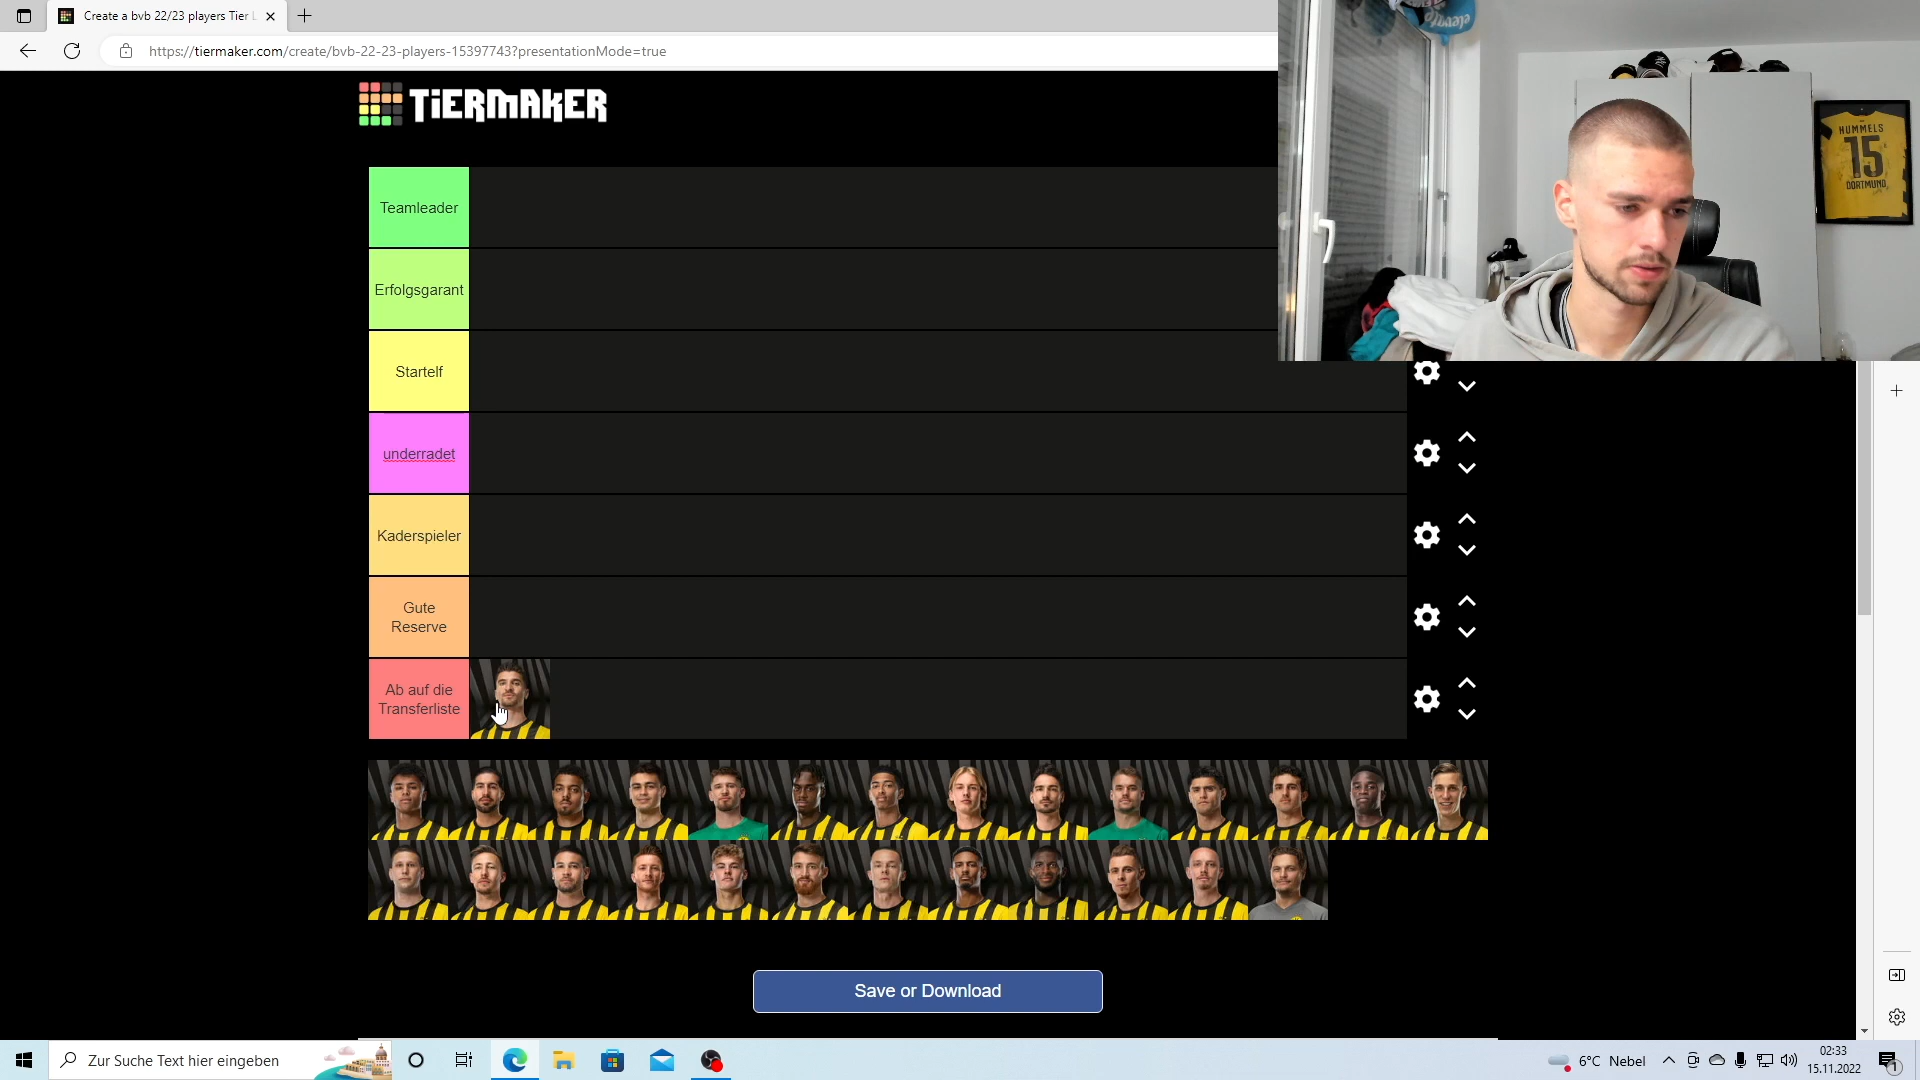 Create a bvb 22/23 players Tier L
https://tiermaker.com/create/bvb-22-23-players-15397743?presentationMode=true
TiERMAKER
HUMMELS
15
DORTMUND
Teamleader
Erfolgsgarant
Startelf
underradet
Kaderspieler
Gute
Reserve
Ab auf die
Transferliste
Save or Download
Zur Suche Text hier eingeben
6°C Nebel
02:33
15.11.2022
1